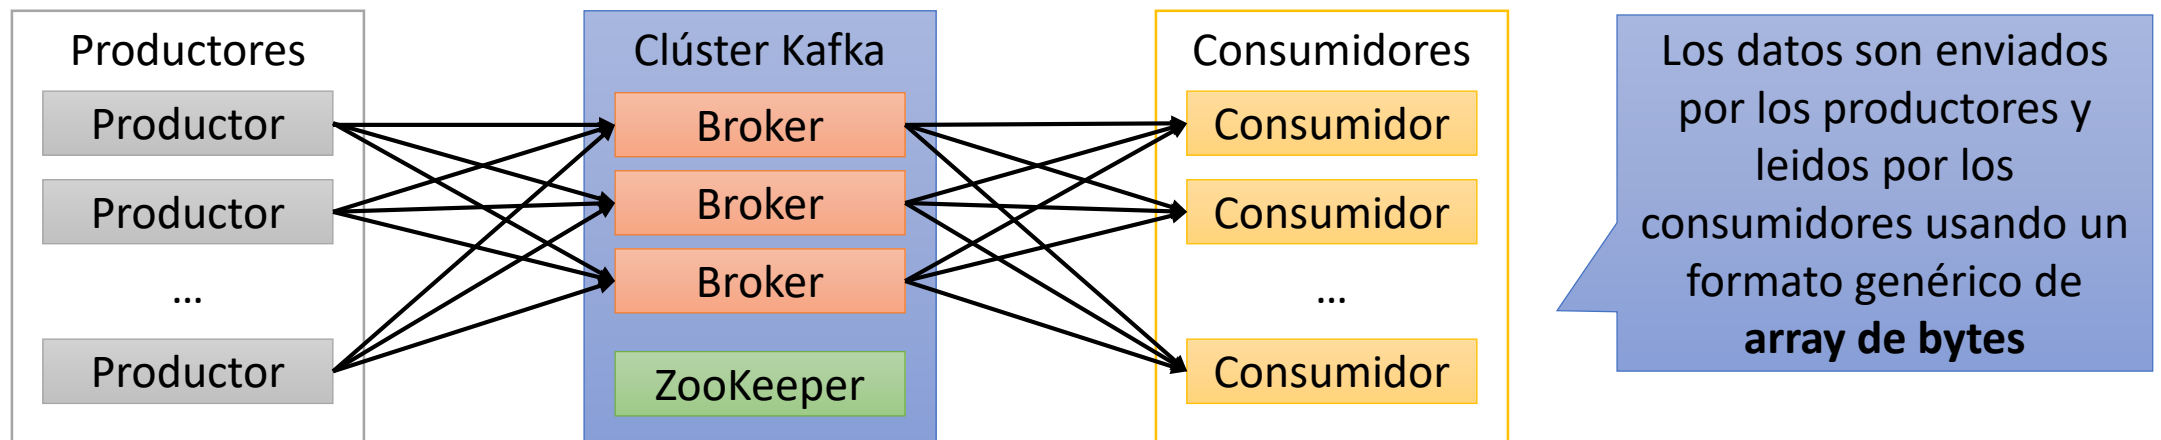 Productores
Productor
Productor
...
Productor
Clúster Kafka
Broker
Broker
Broker
ZooKeeper
Consumidores
Consumidor
Consumidor
...
Consumidor
Los datos son enviados
por los productores y
leidos por los
consumidores usando un
formato genérico de
array de bytes